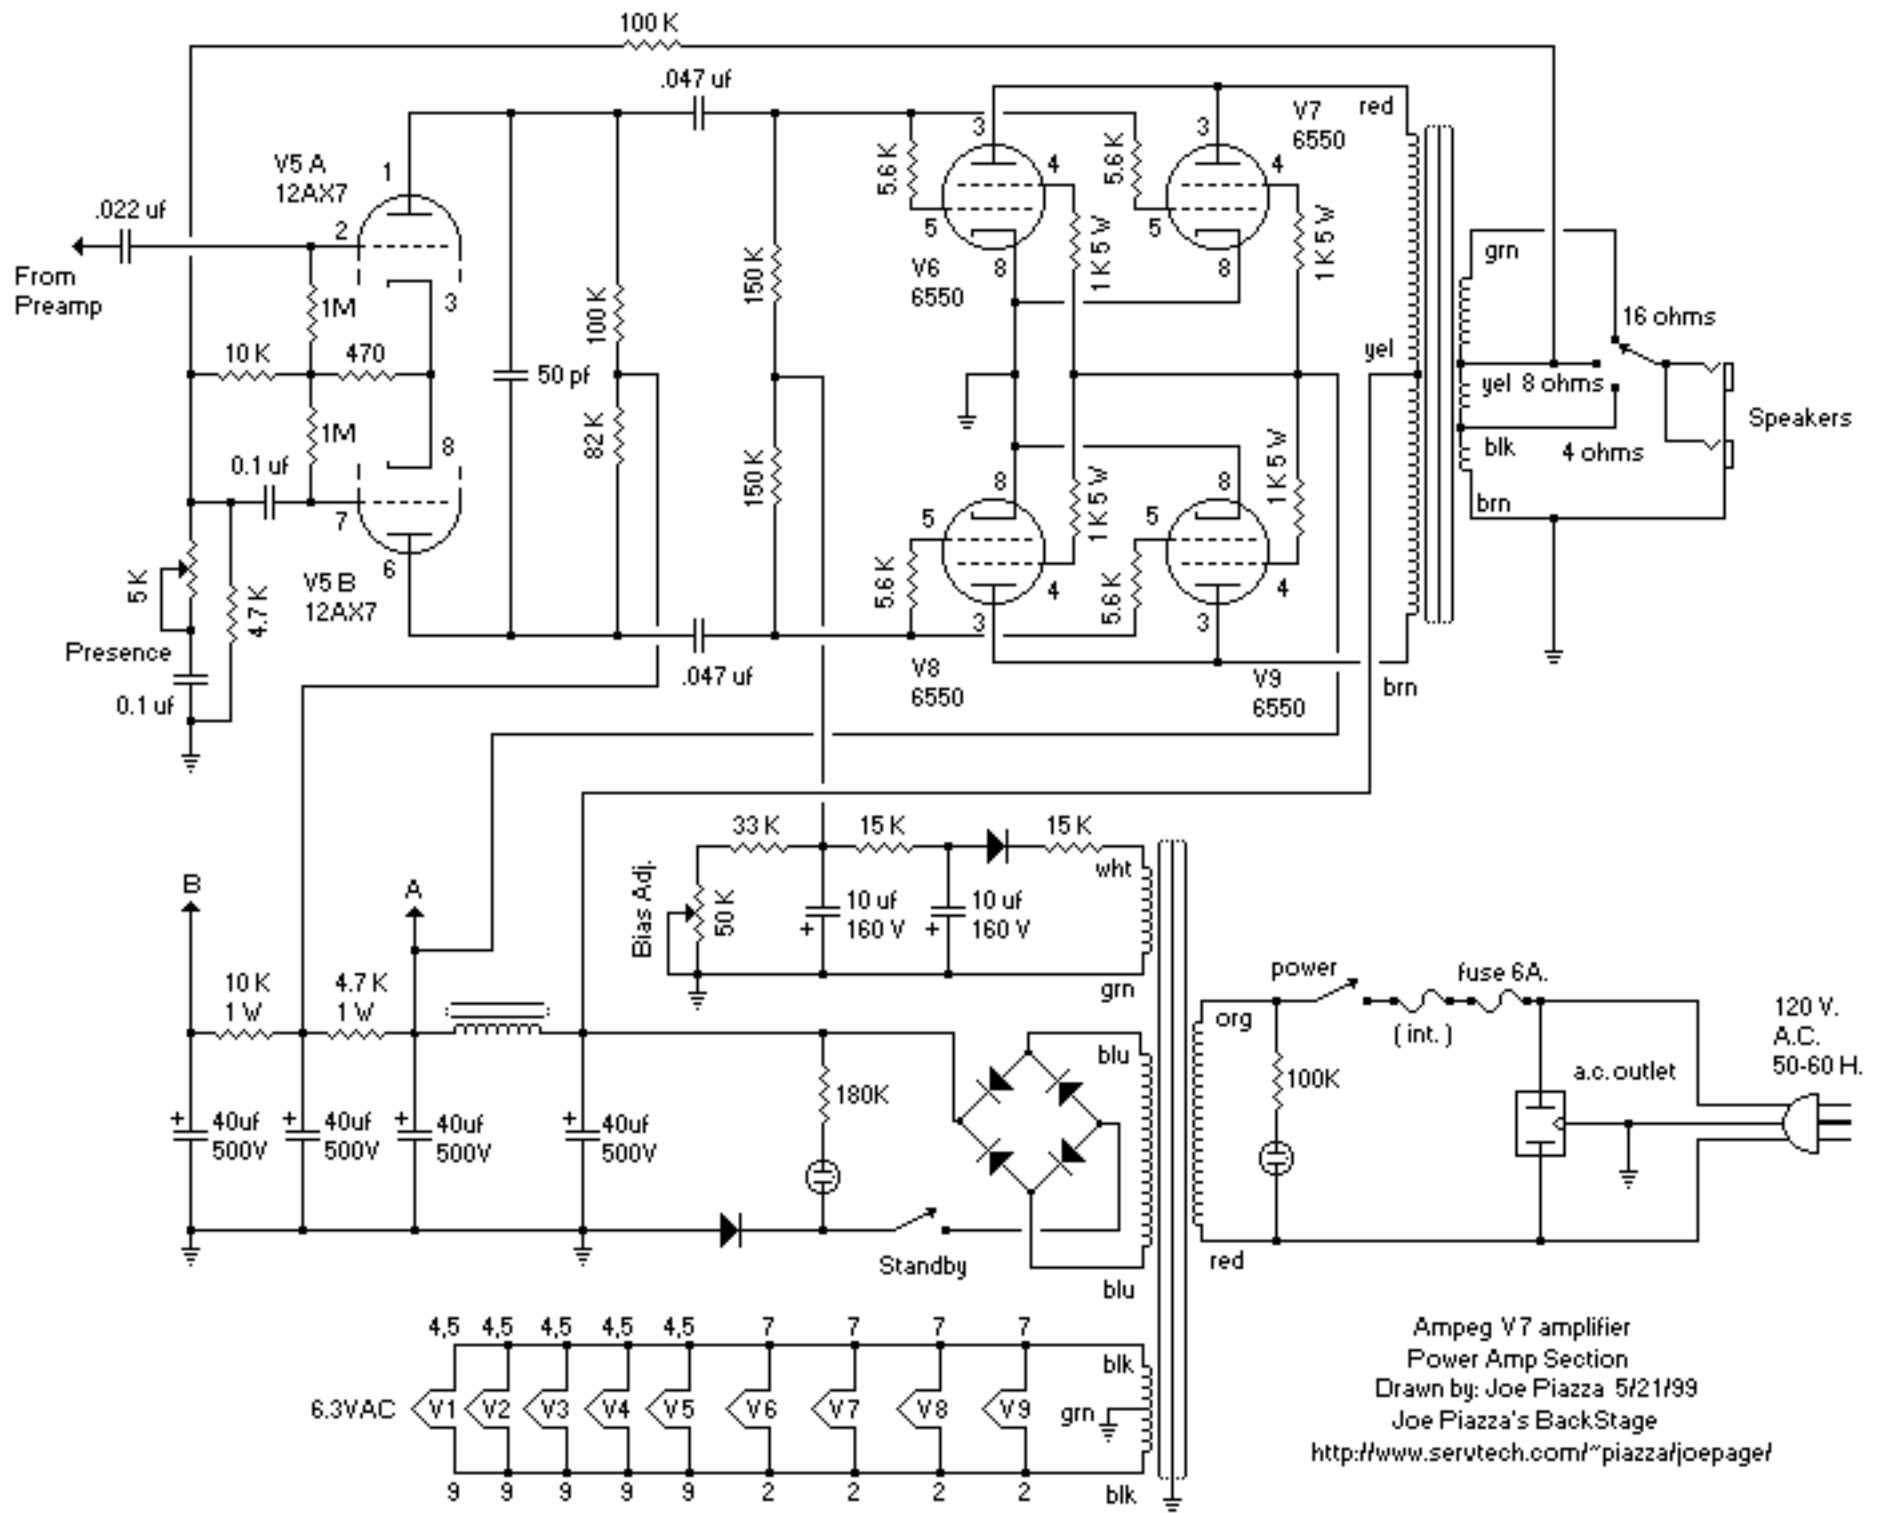 100 K
.047 uf
V5 A
12AX7
1
2
3
.022 uf
From
Preamp
1M
10 K
470
1M
0.1 uf
8
7
6
V5 B
12AX7
5 K
4.7 K
Presence
0.1 uf
50 pf
100 K
82 K
150 K
150 K
.047 uf
5.6 K
3
4
5
8
V6
6550
1K 5 W
5.6 K
3
4
5
8
V7
6550
1K 5 W
red
yel
brn
8
5
4
3
5.6 K
1K 5 W
V8
6550
8
5
4
3
5.6 K
1K 5 W
V9
6550
grn
16 ohms
yel 8 ohms
blk
4 ohms
brn
Speakers
33 K
15 K
15 K
wht
Bias Adj.
50 K
+
10 uf
160 V
+
10 uf
160 V
grn
B
A
10 K
1 W
4.7 K
1 W
+
40uf
500V
+
40uf
500V
+
40uf
500V
+
40uf
500V
180K
blu
Standby
blu
power
fuse 6A.
org
( int. )
100K
a.c. outlet
120 V.
A.C.
50-60 H.
red
4,5 4,5 4,5 4,5 4,5 7 7 7 7
blk
6.3VAC V1 V2 V3 V4 V5 V6 V7 V8 V9
grn
9 9 9 9 9 2 2 2 2
blk
Ampeg V7 amplifier
Power Amp Section
Drawn by: Joe Piazza 5/21/99
Joe Piazza's BackStage
http://www.servtech.com/~piazza/joepage/